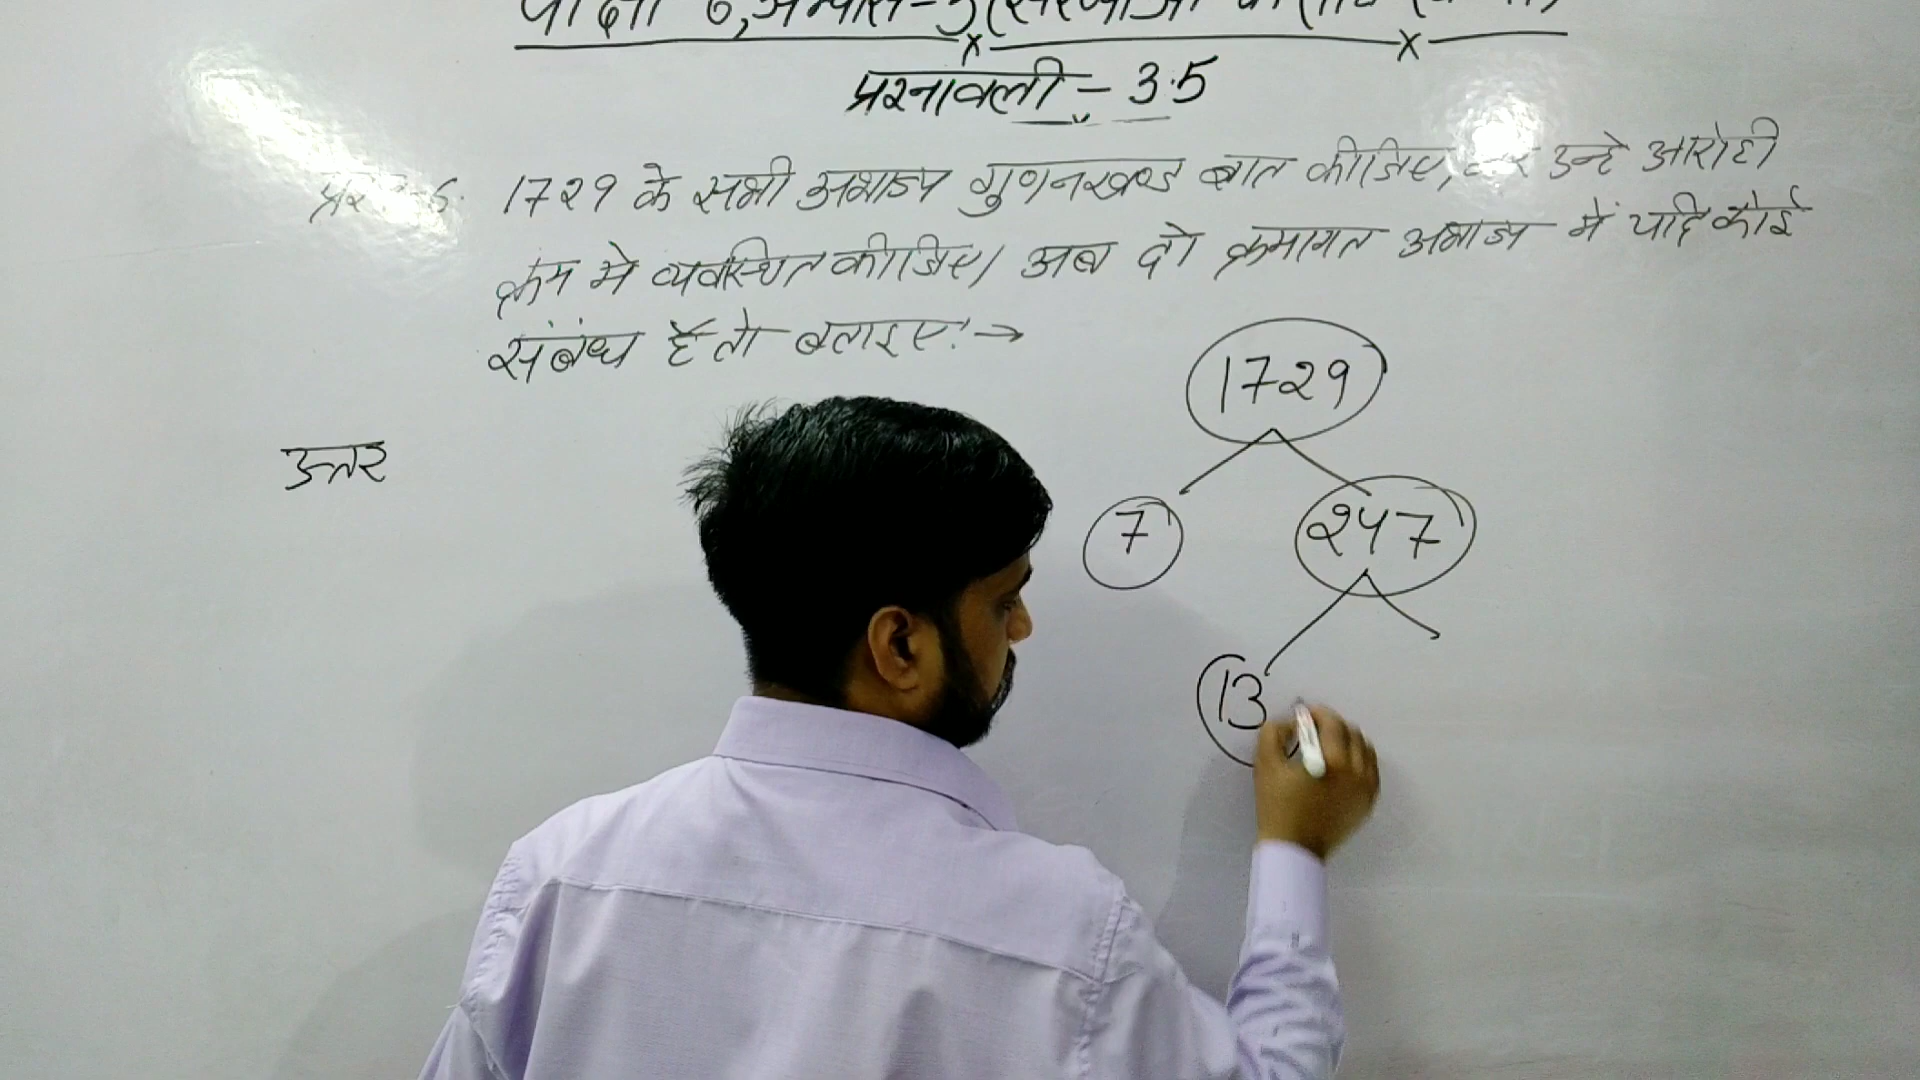 प्रश्नावली - 3.5
1729 के सभी अभाज्य गुणनखण्ड ज्ञात कीजिए, उन्हे आरोही
क्रम मे व्यवस्थित कीजिए। अब दो क्रमागत अभाज्य में यदि कोई
संबंध है तो बताइए:→
1729
उत्तर
7 247
13